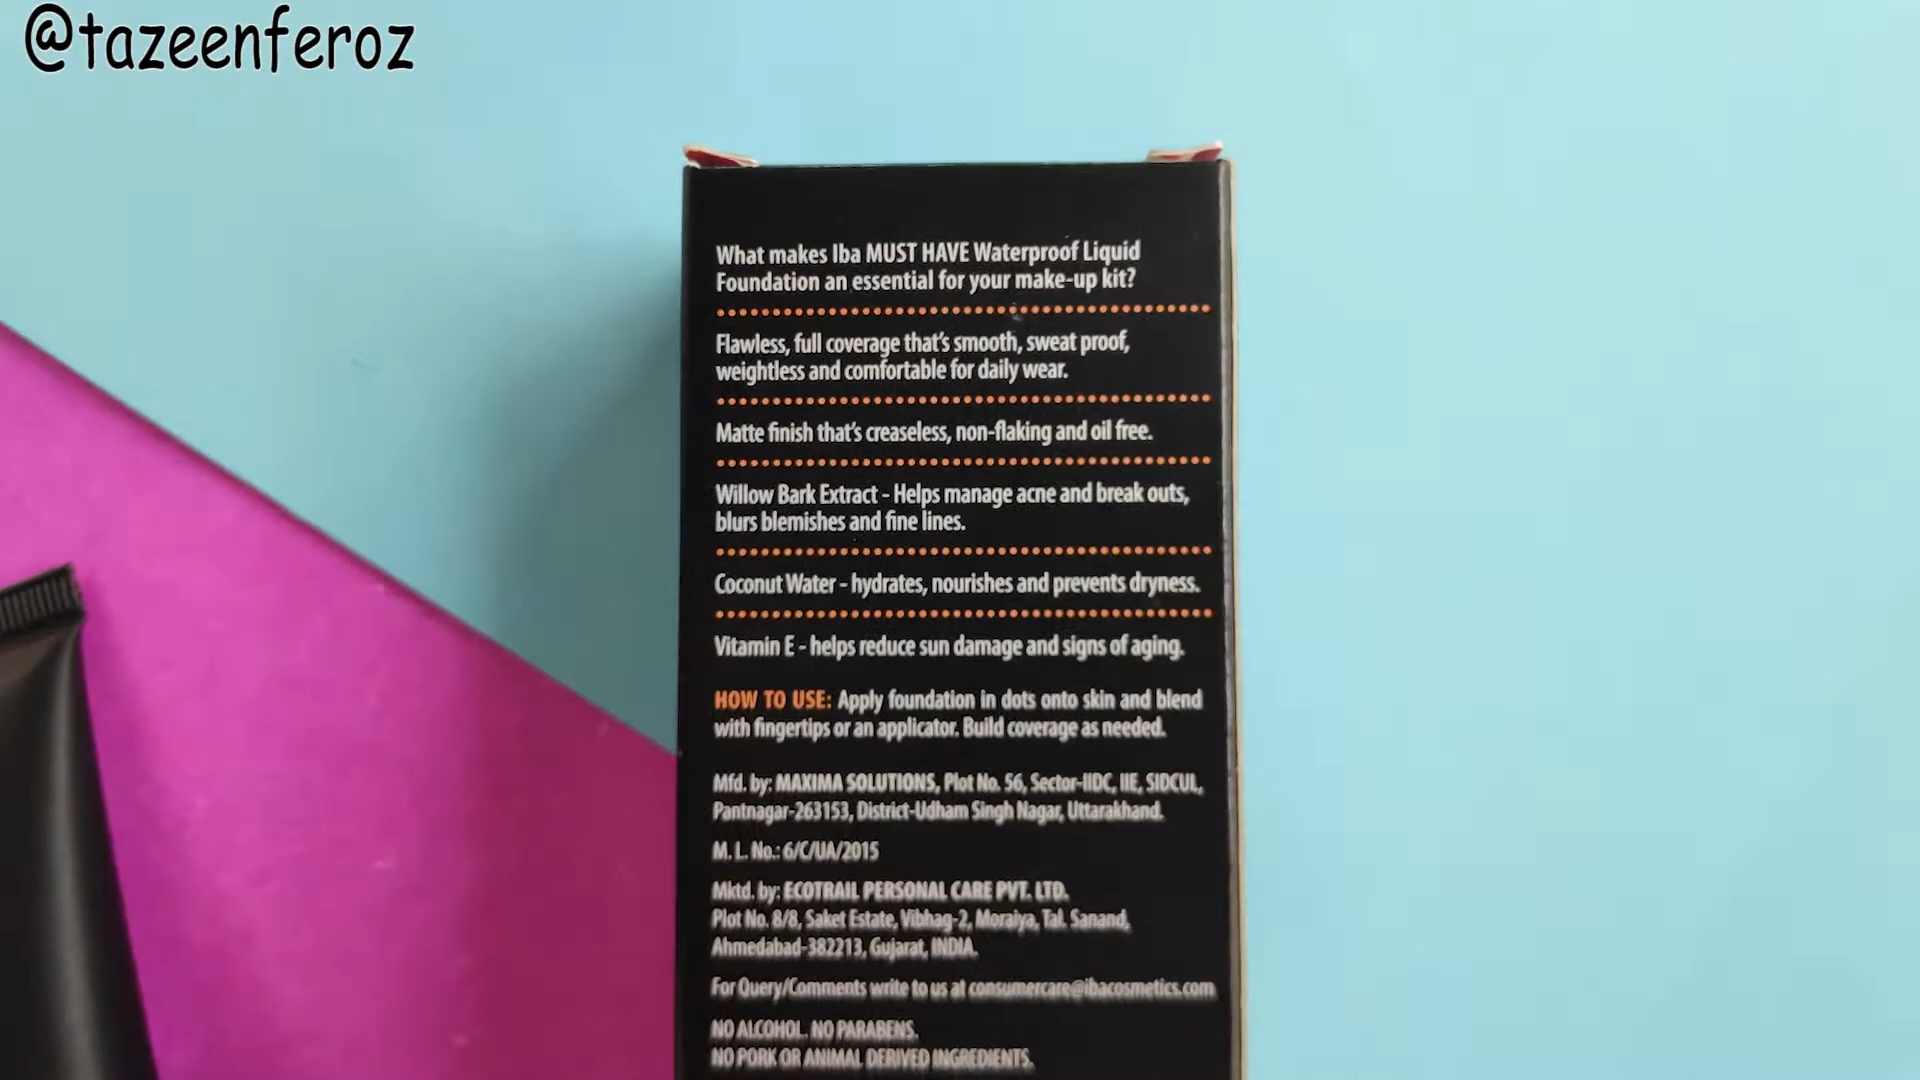 @tazeenferoz
What makes Iba MUST HAVE Waterproof Liquid
Foundation an essential for your make-up kit?
Flawless, full coverage that's smooth, sweat proof,
weightless and comfortable for daily wear.
Matte finish that's creaseless, non-flaking and oil free.
Willow Bark Extract - Helps manage acne and break outs,
blurs blemishes and fine lines.
Coconut Water - hydrates, nourishes and prevents dryness.
Vitamin E - helps reduce sun damage and signs of aging.
HOW TO USE: Apply foundation in dots onto skin and blend
with fingertips or an applicator. Build coverage as needed.
Mfd. by: MAXIMA SOLUTIONS, Plot No. 56, Sector-IIDC, IIE, SIDCUL,
Pantnagar-263153, District-Udham Singh Nagar, Uttarakhand.
M. L. No.: 6/C/UA/2015
Mktd. by: ECOTRAIL PERSONAL CARE PVT. LTD.
Plot No. 8/8, Saket Estate, Vibhag-2, Moraiya, Tal. Sanand,
Ahmedabad-382213, Gujarat, INDIA.
For Query/Comments write to us at consumercare@ibacosmetics.com
NO ALCOHOL. NO PARABENS.
NO PORK OR ANIMAL DERIVED INGREDIENTS.